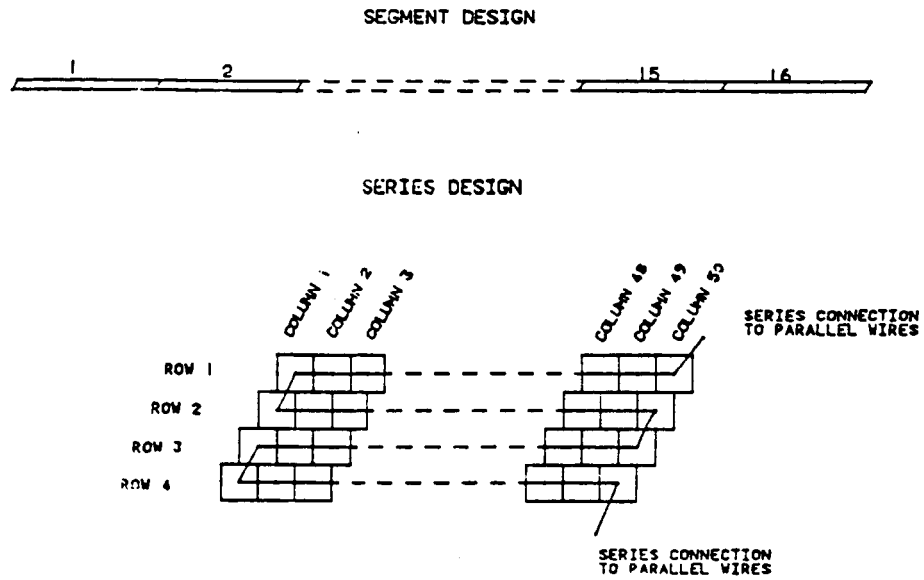 SEGMENT DESIGN
1 2 15 16
SERIES DESIGN
COLUMN 1
COLUMN 2
COLUMN 3
COLUMN 48
COLUMN 49
COLUMN 50
SERIES CONNECTION
TO PARALLEL WIRES
ROW 1
ROW 2
ROW 3
ROW 4
SERIES CONNECTION
TO PARALLEL WIRES